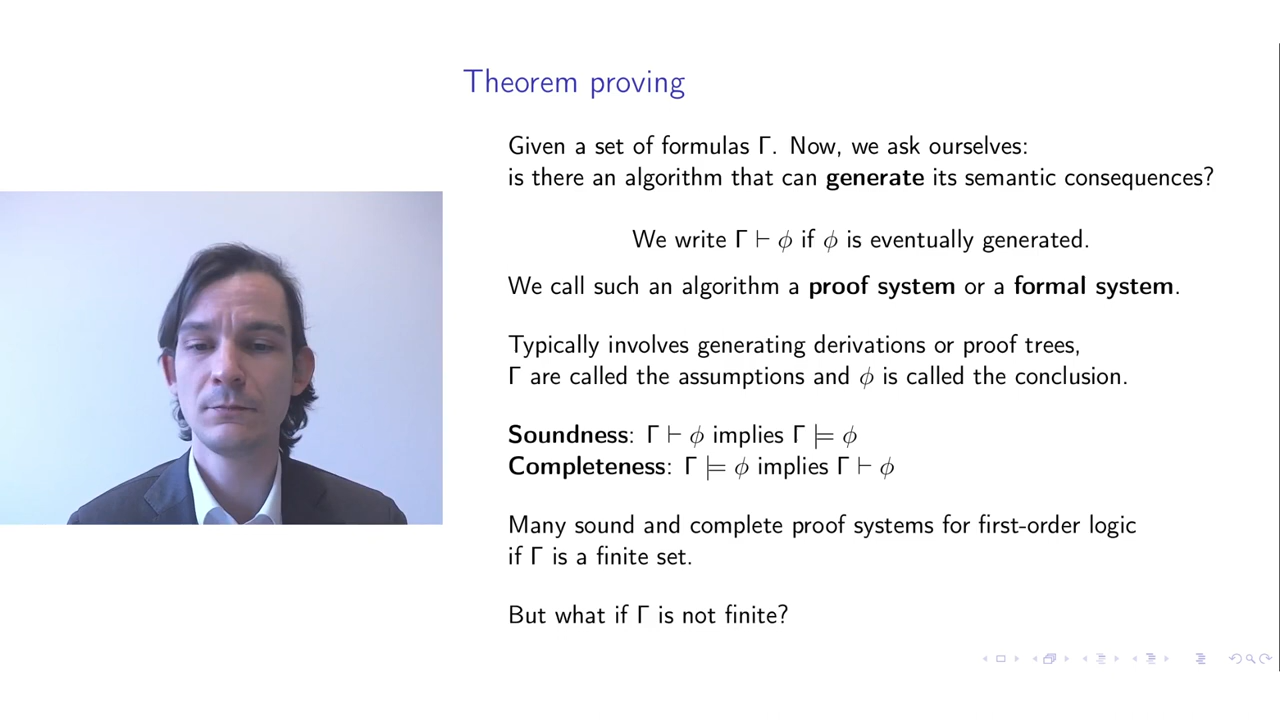 Theorem proving
Given a set of formulas Γ. Now, we ask ourselves:
is there an algorithm that can generate its semantic consequences?
We write Γ ⊢ ϕ if ϕ is eventually generated.
We call such an algorithm a proof system or a formal system.
Typically involves generating derivations or proof trees,
Γ are called the assumptions and ϕ is called the conclusion.
Soundness: Γ ⊢ ϕ implies Γ ⊨ ϕ
Completeness: Γ ⊨ ϕ implies Γ ⊢ ϕ
Many sound and complete proof systems for first-order logic
if Γ is a finite set.
But what if Γ is not finite?